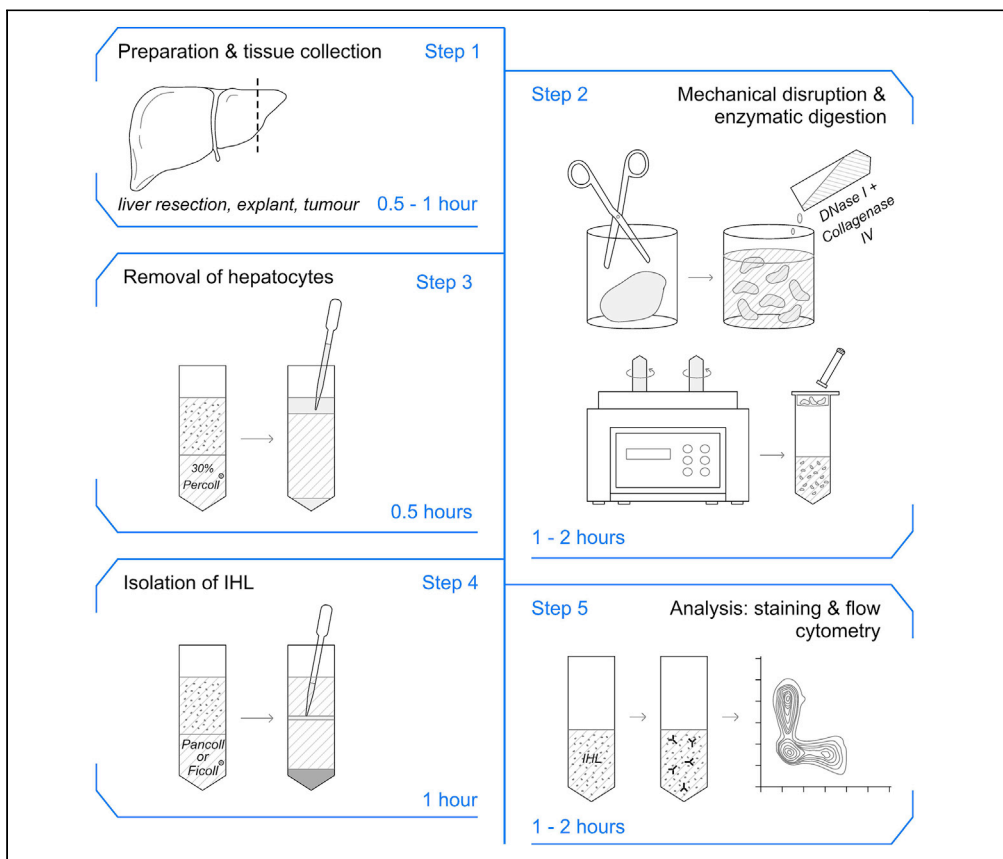 Preparation & tissue collection
Step 1
liver resection, explant, tumour
0.5 - 1 hour
Step 2
Mechanical disruption &
enzymatic digestion
DNase I +
Collagenase
IV
1 - 2 hours
Removal of hepatocytes
Step 3
30%
Percoll®
0.5 hours
Isolation of IHL
Step 4
Pancoll
or
Ficoll®
1 hour
Step 5
Analysis: staining & flow
cytometry
IHL
1 - 2 hours